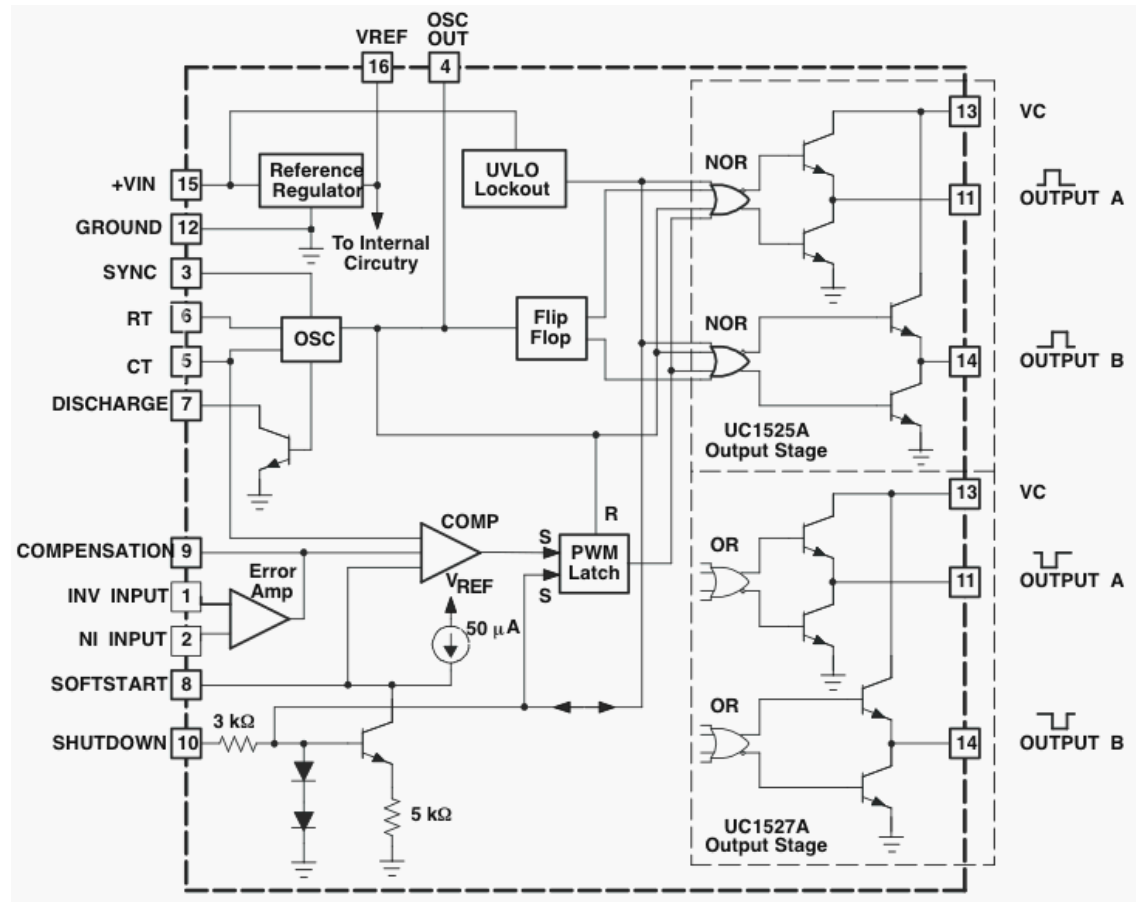 OSC
OUT
VREF
16
4
13
VC
NOR
Reference
Regulator
UVLO
Lockout
+VIN
15
11
OUTPUT A
GROUND
12
To Internal
Circutry
SYNC
3
RT
6
Flip
Flop
NOR
OSC
CT
5
14
OUTPUT B
DISCHARGE
7
UC1525A
Output Stage
13
VC
R
COMP
S
PWM
Latch
S
OR
COMPENSATION
9
Error
Amp
VREF
11
OUTPUT A
INV INPUT
1
50 µA
NI INPUT
2
SOFTSTART
8
OR
3 kΩ
SHUTDOWN
10
14
OUTPUT B
5 kΩ
UC1527A
Output Stage